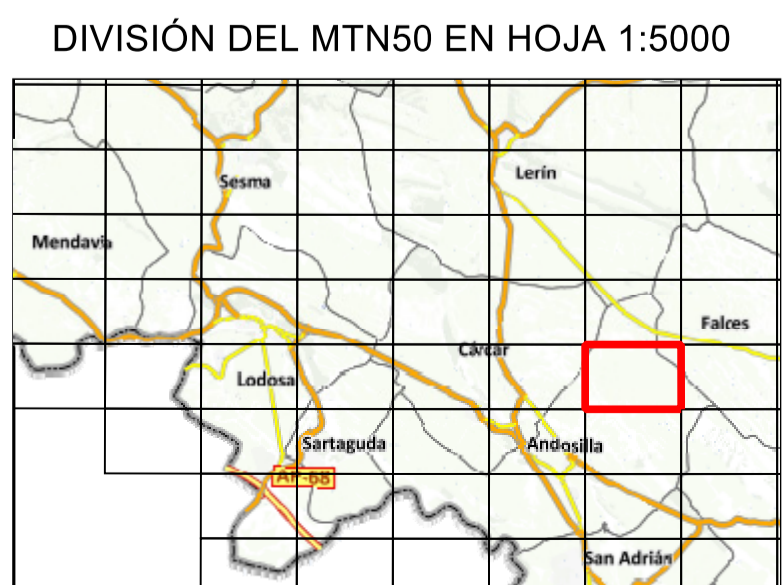 DIVISIÓN DEL MTN50 EN HOJA 1:5000
Lerín
Sesma
Mendavia
Falces
Cárcar
Lodosa
Sartaguda
Andosilla
AP-68
San Adrián